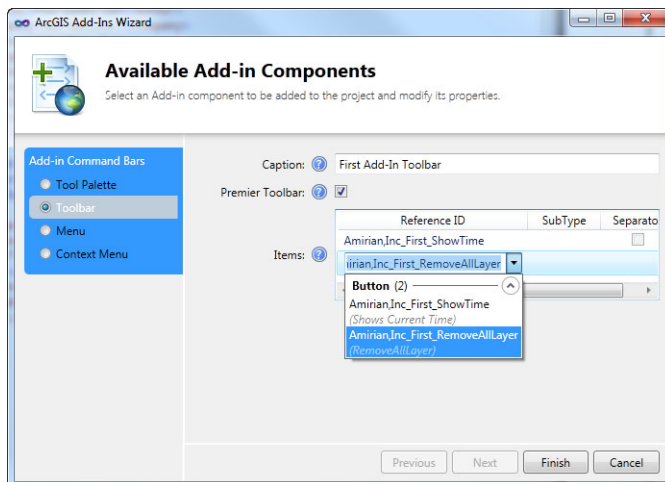 ArcGIS Add-Ins Wizard
Available Add-in Components
Select an Add-in component to be added to the project and modify its properties.
Add-in Command Bars
Tool Palette
Toolbar
Menu
Context Menu
Caption: First Add-In Toolbar
Premier Toolbar:
Items:
Reference ID SubType Separato
Amirian,Inc_First_ShowTime
irian,Inc_First_RemoveAllLayer
Button (2)
Amirian,Inc_First_ShowTime
(Shows Current Time)
Amirian,Inc_First_RemoveAllLayer
(RemoveAllLayer)
Previous Next Finish Cancel